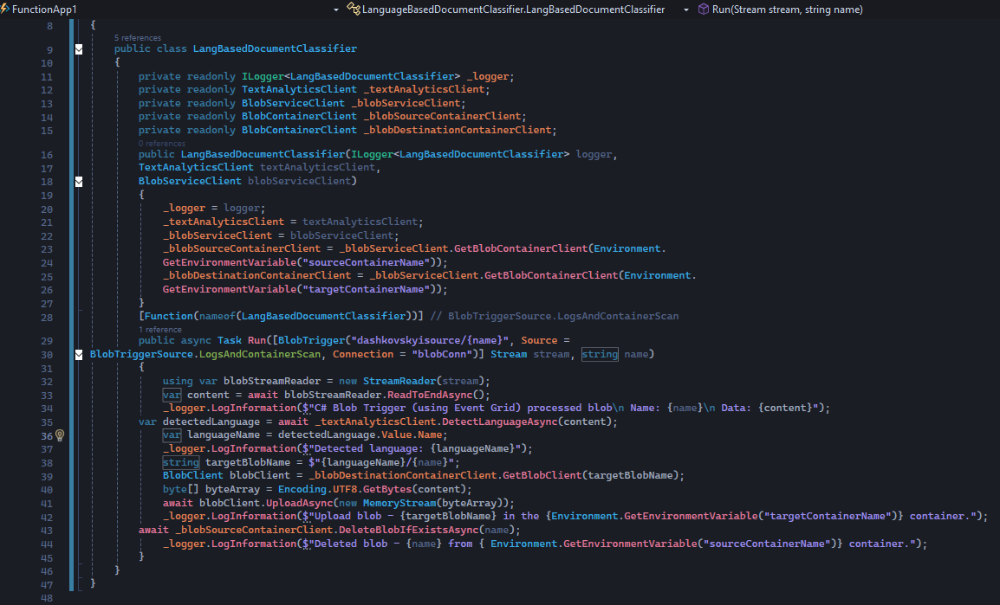 FunctionApp1 LanguageBasedDocumentClassifier.LangBasedDocumentClassifier Run(Stream stream, string name)
8 {
5 references
9 public class LangBasedDocumentClassifier
10 {
11 private readonly ILogger<LangBasedDocumentClassifier> _logger;
12 private readonly TextAnalyticsClient _textAnalyticsClient;
13 private readonly BlobServiceClient _blobServiceClient;
14 private readonly BlobContainerClient _blobSourceContainerClient;
15 private readonly BlobContainerClient _blobDestinationContainerClient;
0 references
16 public LangBasedDocumentClassifier(ILogger<LangBasedDocumentClassifier> logger,
17 TextAnalyticsClient textAnalyticsClient,
18 BlobServiceClient blobServiceClient)
19 {
20 _logger = logger;
21 _textAnalyticsClient = textAnalyticsClient;
22 _blobServiceClient = blobServiceClient;
23 _blobSourceContainerClient = _blobServiceClient.GetBlobContainerClient(Environment.
24 GetEnvironmentVariable("sourceContainerName"));
25 _blobDestinationContainerClient = _blobServiceClient.GetBlobContainerClient(Environment.
26 GetEnvironmentVariable("targetContainerName"));
27 }
28 [Function(nameof(LangBasedDocumentClassifier))] // BlobTriggerSource.LogsAndContainerScan
1 reference
29 public async Task Run([BlobTrigger("dashkovskyisource/{name}", Source =
30 BlobTriggerSource.LogsAndContainerScan, Connection = "blobConn")] Stream stream, string name)
31 {
32 using var blobStreamReader = new StreamReader(stream);
33 var content = await blobStreamReader.ReadToEndAsync();
34 _logger.LogInformation($"C# Blob Trigger (using Event Grid) processed blob\n Name: {name}\n Data: {content}");
35 var detectedLanguage = await _textAnalyticsClient.DetectLanguageAsync(content);
36 var languageName = detectedLanguage.Value.Name;
37 _logger.LogInformation($"Detected language: {languageName}");
38 string targetBlobName = $"{languageName}/{name}";
39 BlobClient blobClient = _blobDestinationContainerClient.GetBlobClient(targetBlobName);
40 byte[] byteArray = Encoding.UTF8.GetBytes(content);
41 await blobClient.UploadAsync(new MemoryStream(byteArray));
42 _logger.LogInformation($"Upload blob - {targetBlobName} in the {Environment.GetEnvironmentVariable("targetContainerName")} container.");
43 await _blobSourceContainerClient.DeleteBlobIfExistsAsync(name);
44 _logger.LogInformation($"Deleted blob - {name} from { Environment.GetEnvironmentVariable("sourceContainerName")} container.");
45 }
46 }
47 }
48